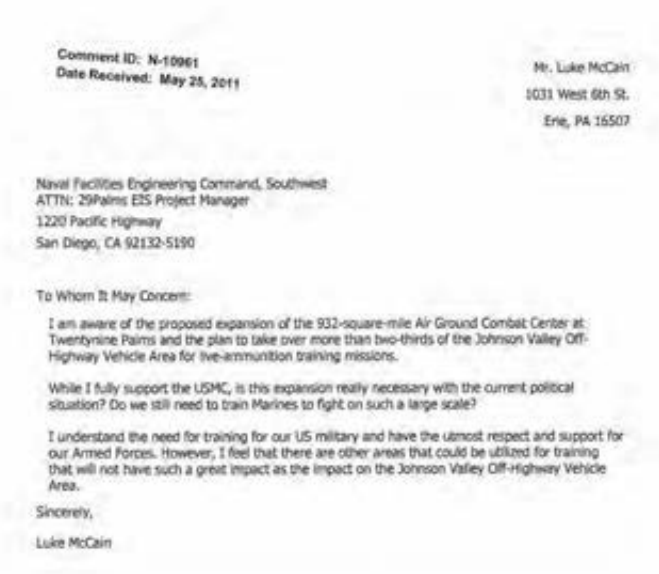 Comment ID: N-10961
Date Received: May 25, 2011
Mr. Luke McCain
1031 West 6th St.
Erie, PA 16507
Naval Facilities Engineering Command, Southwest
ATTN: 29Palms EIS Project Manager
1220 Pacific Highway
San Diego, CA 92132-5190
To Whom It May Concern:
I am aware of the proposed expansion of the 932-square-mile Air Ground Combat Center at
Twentynine Palms and the plan to take over more than two-thirds of the Johnson Valley Off-
Highway Vehicle Area for live-ammunition training missions.
While I fully support the USMC, is this expansion really necessary with the current political
situation? Do we still need to train Marines to fight on such a large scale?
I understand the need for training for our US military and have the utmost respect and support for
our Armed Forces. However, I feel that there are other areas that could be utilized for training
that will not have such a great impact as the impact on the Johnson Valley Off-Highway Vehicle
Area.
Sincerely,
Luke McCain